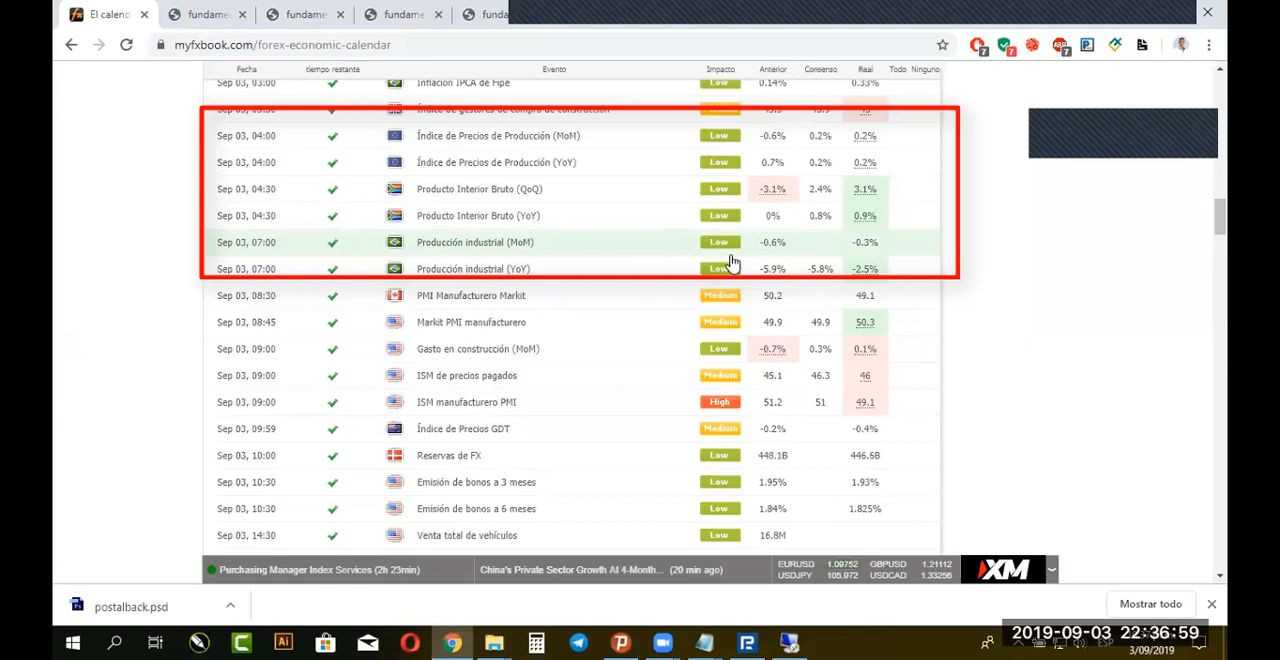 El calend
fundame
fundame
fundame
funda
myfxbook.com/forex-economic-calendar
7
7
7
Fecha tiempo restante Evento Impacto Anterior Consenso Real Todo Ninguno
Sep 03, 03:00 Inflación IPCA de Fipe Low 0.14% 0.33%
Índice de gestores de compra de construcción
Sep 03, 04:00 Índice de Precios de Producción (MoM) Low -0.6% 0.2% 0.2%
Sep 03, 04:00 Índice de Precios de Producción (YoY) Low 0.7% 0.2% 0.2%
Sep 03, 04:30 Producto Interior Bruto (QoQ) Low -3.1% 2.4% 3.1%
Sep 03, 04:30 Producto Interior Bruto (YoY) Low 0% 0.8% 0.9%
Sep 03, 07:00 Producción industrial (MoM) Low -0.6% -0.3%
Sep 03, 07:00 Producción industrial (YoY) Low -5.9% -5.8% -2.5%
Sep 03, 08:30 PMI Manufacturero Markit Medium 50.2 49.1
Sep 03, 08:45 Markit PMI manufacturero Medium 49.9 49.9 50.3
Sep 03, 09:00 Gasto en construcción (MoM) Low -0.7% 0.3% 0.1%
Sep 03, 09:00 ISM de precios pagados Medium 45.1 46.3 46
Sep 03, 09:00 ISM manufacturero PMI High 51.2 51 49.1
Sep 03, 09:59 Índice de Precios GDT Medium -0.2% -0.4%
Sep 03, 10:00 Reservas de FX Low 448.1B 446.6B
Sep 03, 10:30 Emisión de bonos a 3 meses Low 1.95% 1.93%
Sep 03, 10:30 Emisión de bonos a 6 meses Low 1.84% 1.825%
Sep 03, 14:30 Venta total de vehículos Low 16.8M
Purchasing Manager Index Services (2h 23min) China's Private Sector Growth At 4-Month... (20 min ago)
EURUSD 1.09752 GBPUSD 1.21112
USDJPY 105.972 USDCAD 1.33256
XM
postalback.psd
Mostrar todo
2019-09-03 22:36:59
ESP
3/09/2019